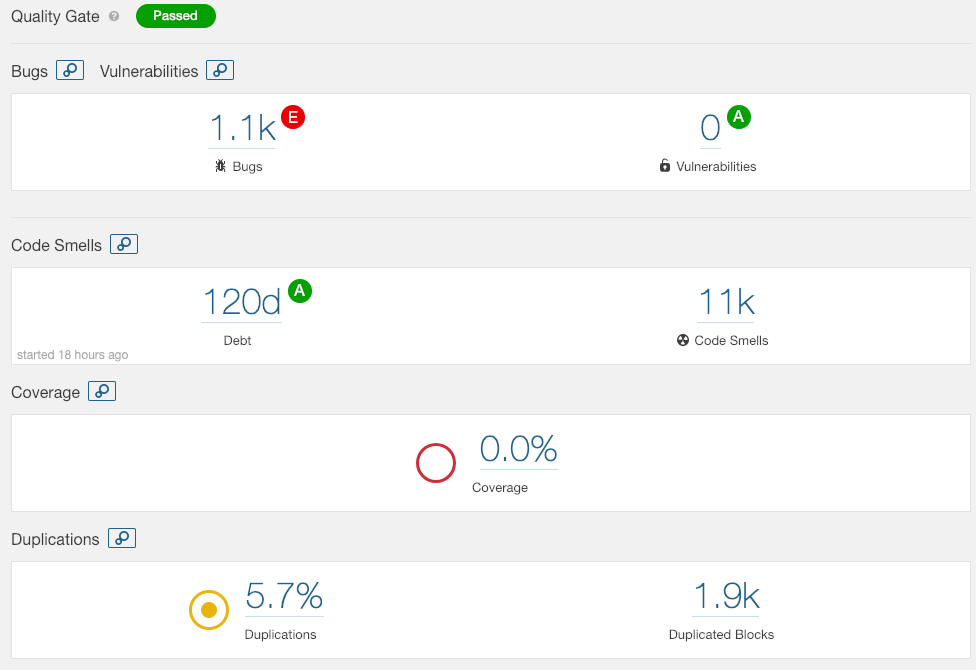 Quality Gate ? Passed
Bugs Vulnerabilities
1.1k E 0 A
Bugs Vulnerabilities
Code Smells
120d A 11k
Debt Code Smells
started 18 hours ago
Coverage
0.0%
Coverage
Duplications
5.7% 1.9k
Duplications Duplicated Blocks